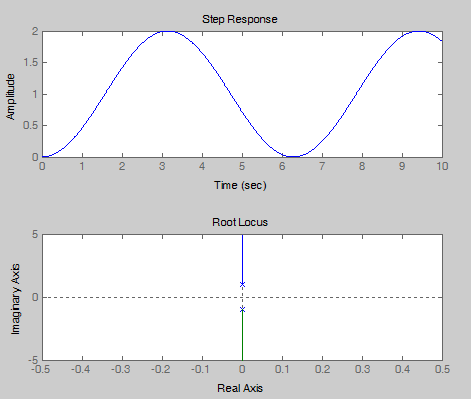 Step Response
2
1.5
1
0.5
0
Amplitude
0 1 2 3 4 5 6 7 8 9 10
Time (sec)
Root Locus
5
0
-5
Imaginary Axis
-0.5 -0.4 -0.3 -0.2 -0.1 0 0.1 0.2 0.3 0.4 0.5
Real Axis